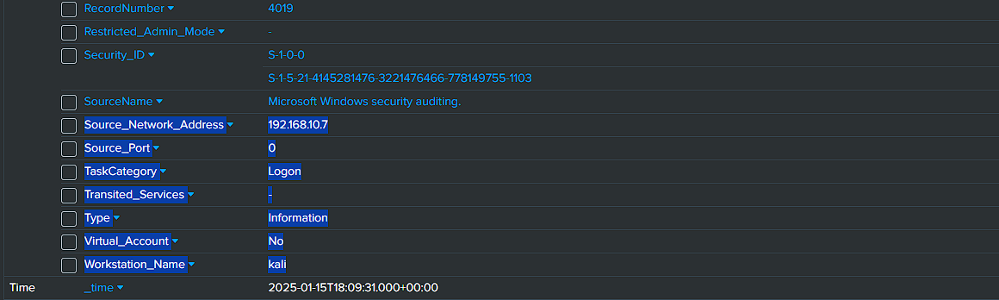 RecordNumber 4019
Restricted_Admin_Mode -
Security_ID S-1-0-0
S-1-5-21-4145281476-3221476466-778149755-1103
SourceName Microsoft Windows security auditing.
Source_Network_Address 192.168.10.7
Source_Port 0
TaskCategory Logon
Transited_Services -
Type Information
Virtual_Account No
Workstation_Name kali
Time _time 2025-01-15T18:09:31.000+00:00